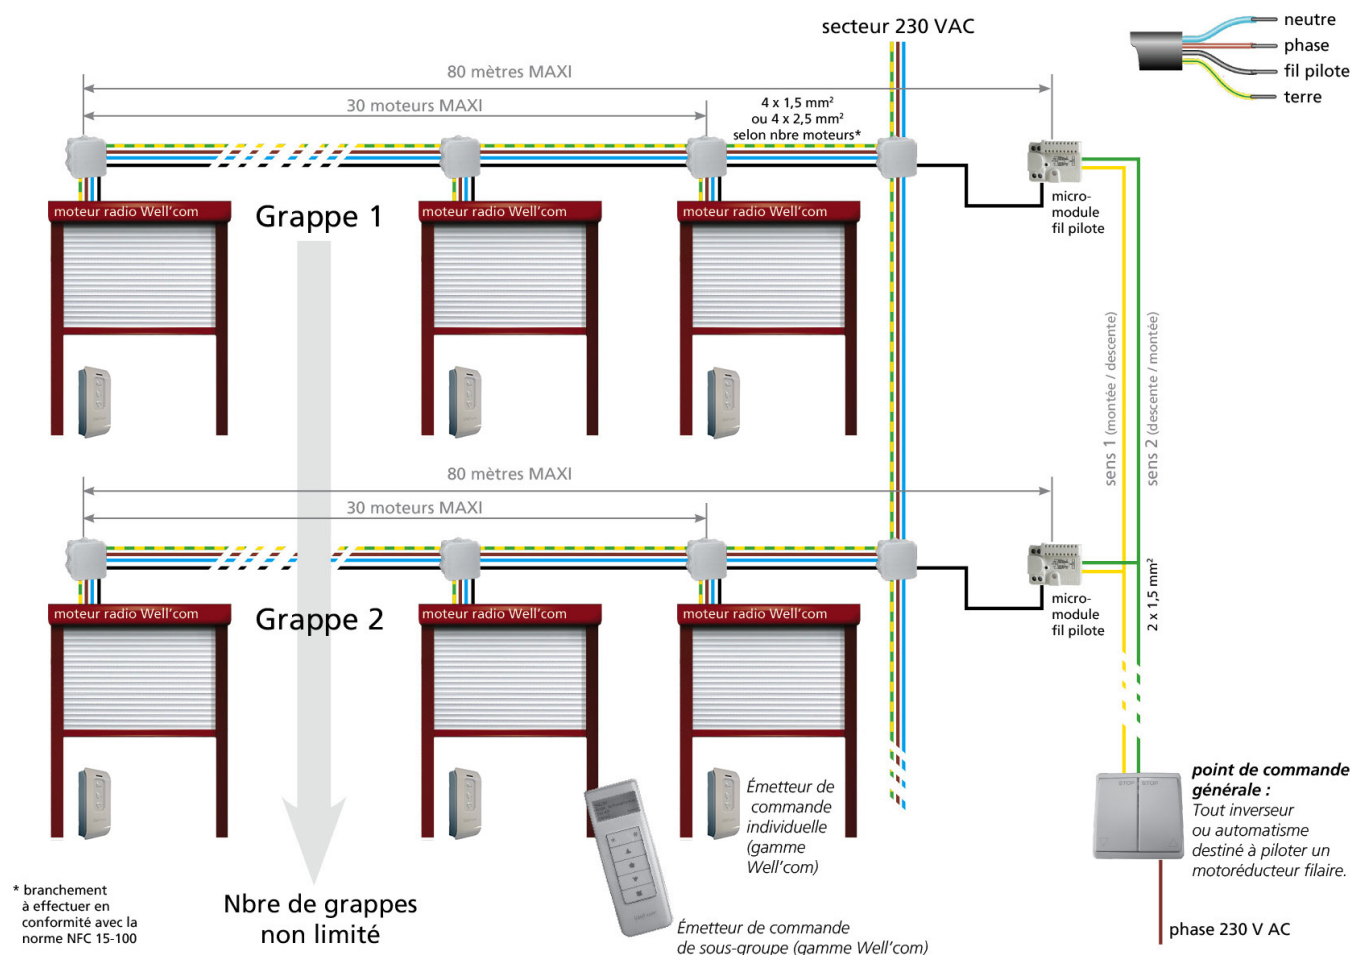 secteur 230 VAC
neutre
phase
fil pilote
terre
80 mètres MAXI
30 moteurs MAXI
4 x 1,5 mm²
ou 4 x 2,5 mm²
selon nbre moteurs*
moteur radio Well'com
Grappe 1
moteur radio Well'com
moteur radio Well'com
micro-
module
fil pilote
sens 1 (montée / descente)
sens 2 (descente / montée)
80 mètres MAXI
30 moteurs MAXI
moteur radio Well'com
Grappe 2
moteur radio Well'com
moteur radio Well'com
micro-
module
fil pilote
2 x 1,5 mm²
Émetteur de
commande
individuelle
(gamme
Well'com)
STOP STOP
point de commande
générale :
Tout inverseur
ou automatisme
destiné à piloter un
motoréducteur filaire.
* branchement
à effectuer en
conformité avec la
norme NFC 15-100
Nbre de grappes
non limité
Émetteur de commande
de sous-groupe (gamme Well'com)
phase 230 V AC